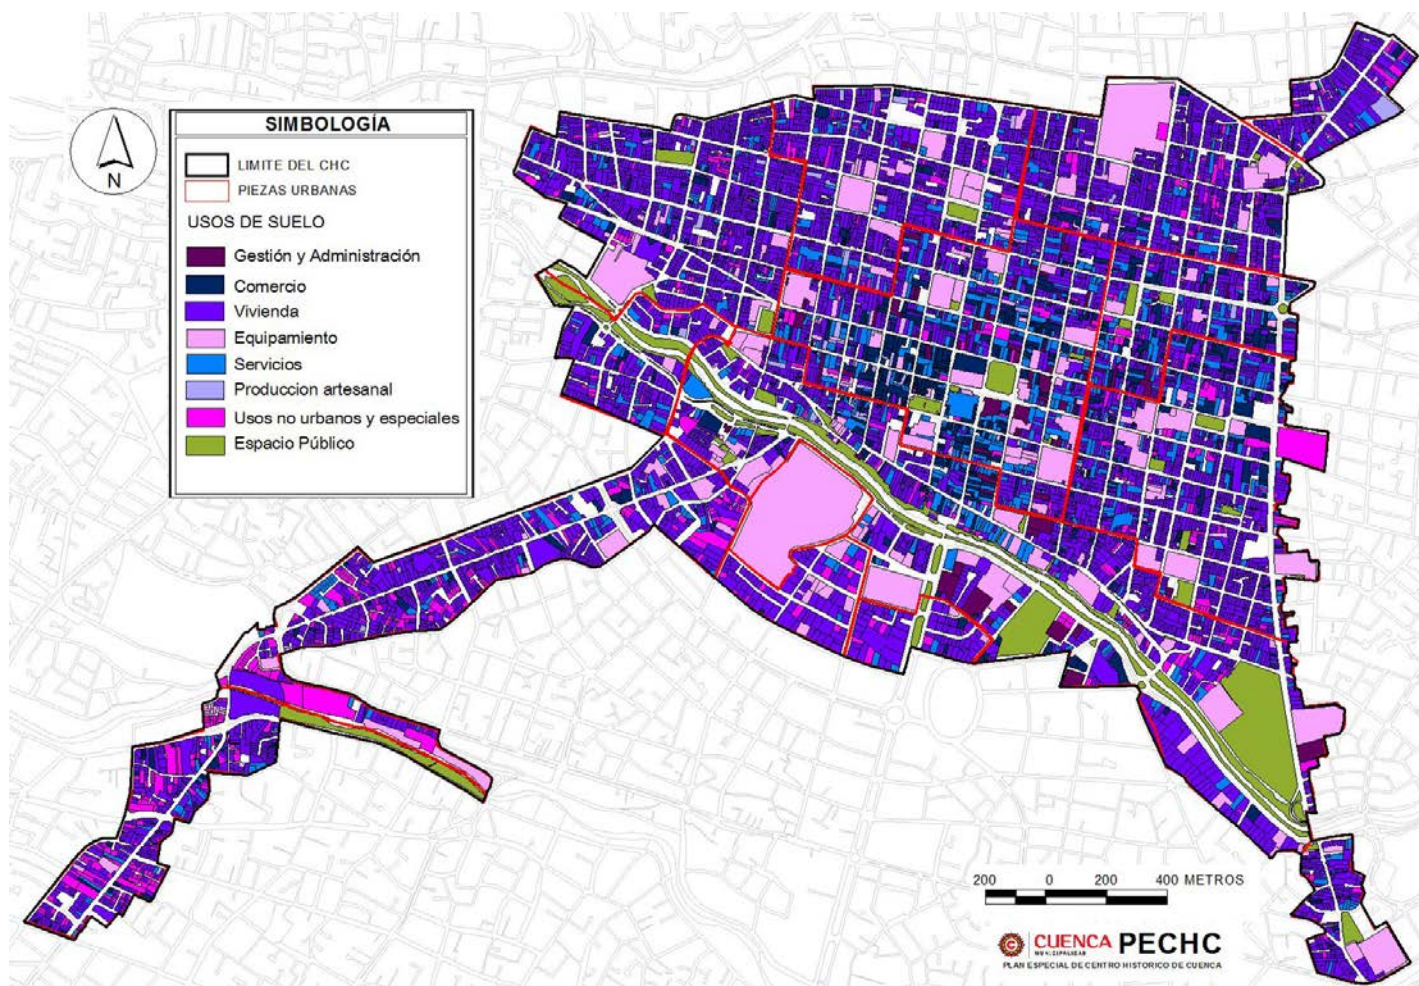 SIMBOLOGÍA
LIMITE DEL CHC
PIEZAS URBANAS
USOS DE SUELO
Gestión y Administración
Comercio
Vivienda
Equipamiento
Servicios
Produccion artesanal
Usos no urbanos y especiales
Espacio Público
N
200 0 200 400 METROS
CUENCA PECHC
MUNICIPALIDAD
PLAN ESPECIAL DE CENTRO HISTORICO DE CUENCA